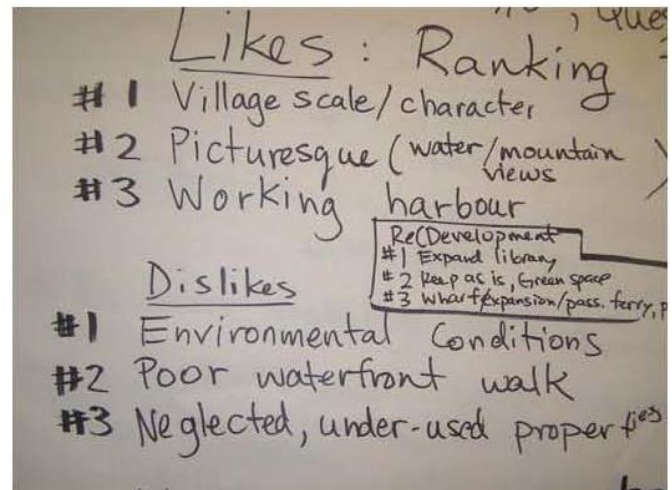 Likes: Ranking
#1 Village scale/character
#2 Picturesque (water/mountain
views
#3 Working harbour
Re(Development
#1 Expand library
#2 Keep as is, Green space
#3 Wharf/expansion/pass. ferry, p
Dislikes
#1 Environmental Conditions
#2 Poor waterfront walk
#3 Neglected, under-used properties